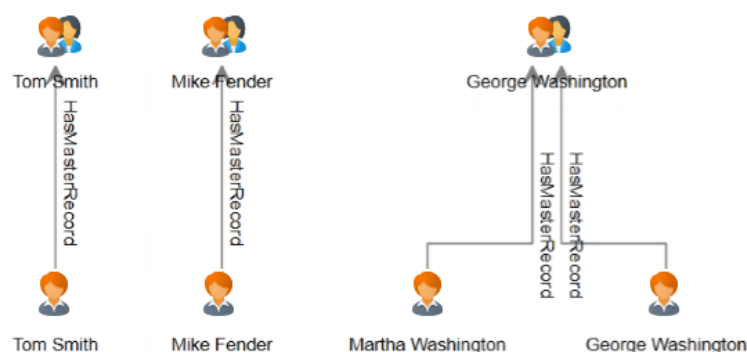 Tom Smith
Mike Fender
George Washington
HasMasterRecord
HasMasterRecord
HasMasterRecord
HasMasterRecord
Tom Smith
Mike Fender
Martha Washington
George Washington